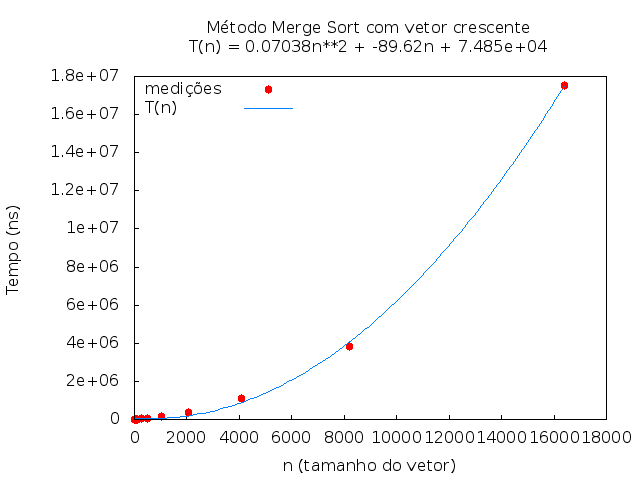 Método Merge Sort com vetor crescente
T(n) = 0.07038n**2 + -89.62n + 7.485e+04
1.8e+07
medições
T(n)
1.6e+07
1.4e+07
1.2e+07
1e+07
8e+06
6e+06
4e+06
2e+06
0
Tempo (ns)
0 2000 4000 6000 8000 10000 12000 14000 16000 18000
n (tamanho do vetor)